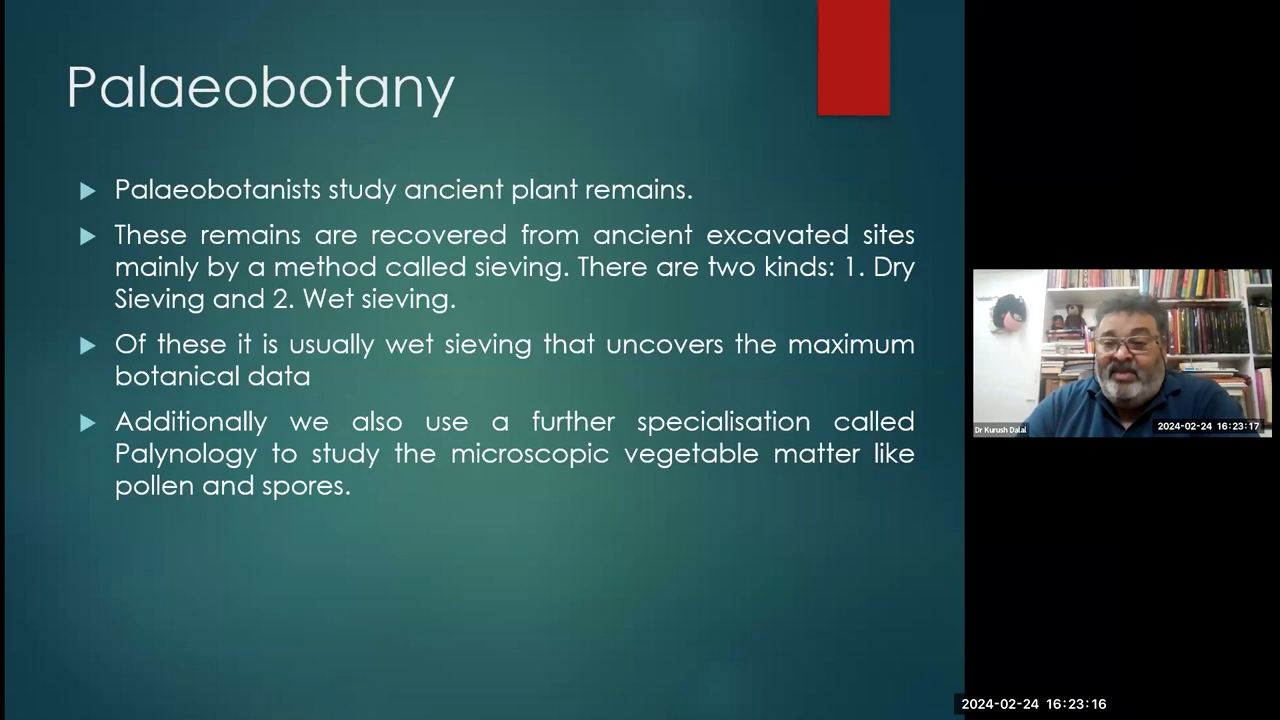 Palaeobotany
Palaeobotanists study ancient plant remains.
These remains are recovered from ancient excavated sites
mainly by a method called sieving. There are two kinds: 1. Dry
Sieving and 2. Wet sieving.
Of these it is usually wet sieving that uncovers the maximum
botanical data
Additionally we also use a further specialisation called
Palynology to study the microscopic vegetable matter like
pollen and spores.
Dr Kurush Dalal
2024-02-24 16:23:17
2024-02-24 16:23:16